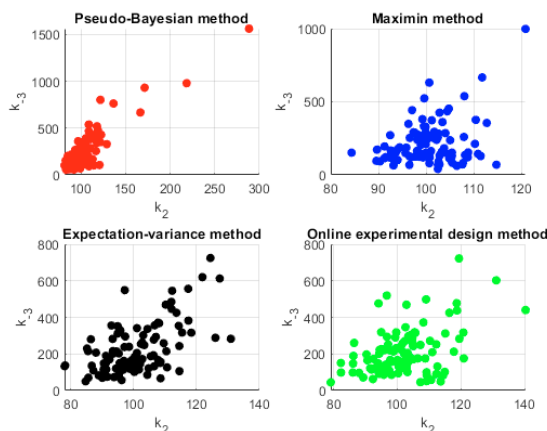 Pseudo-Bayesian method
1500
1000
500
0
k-3
100 150 200 250 300
k2
Maximin method
1000
500
0
k-3
80 90 100 110 120
k2
Expectation-variance method
800
600
400
200
0
k-3
80 100 120 140
k2
Online experimental design method
800
600
400
200
0
k-3
80 100 120 140
k2